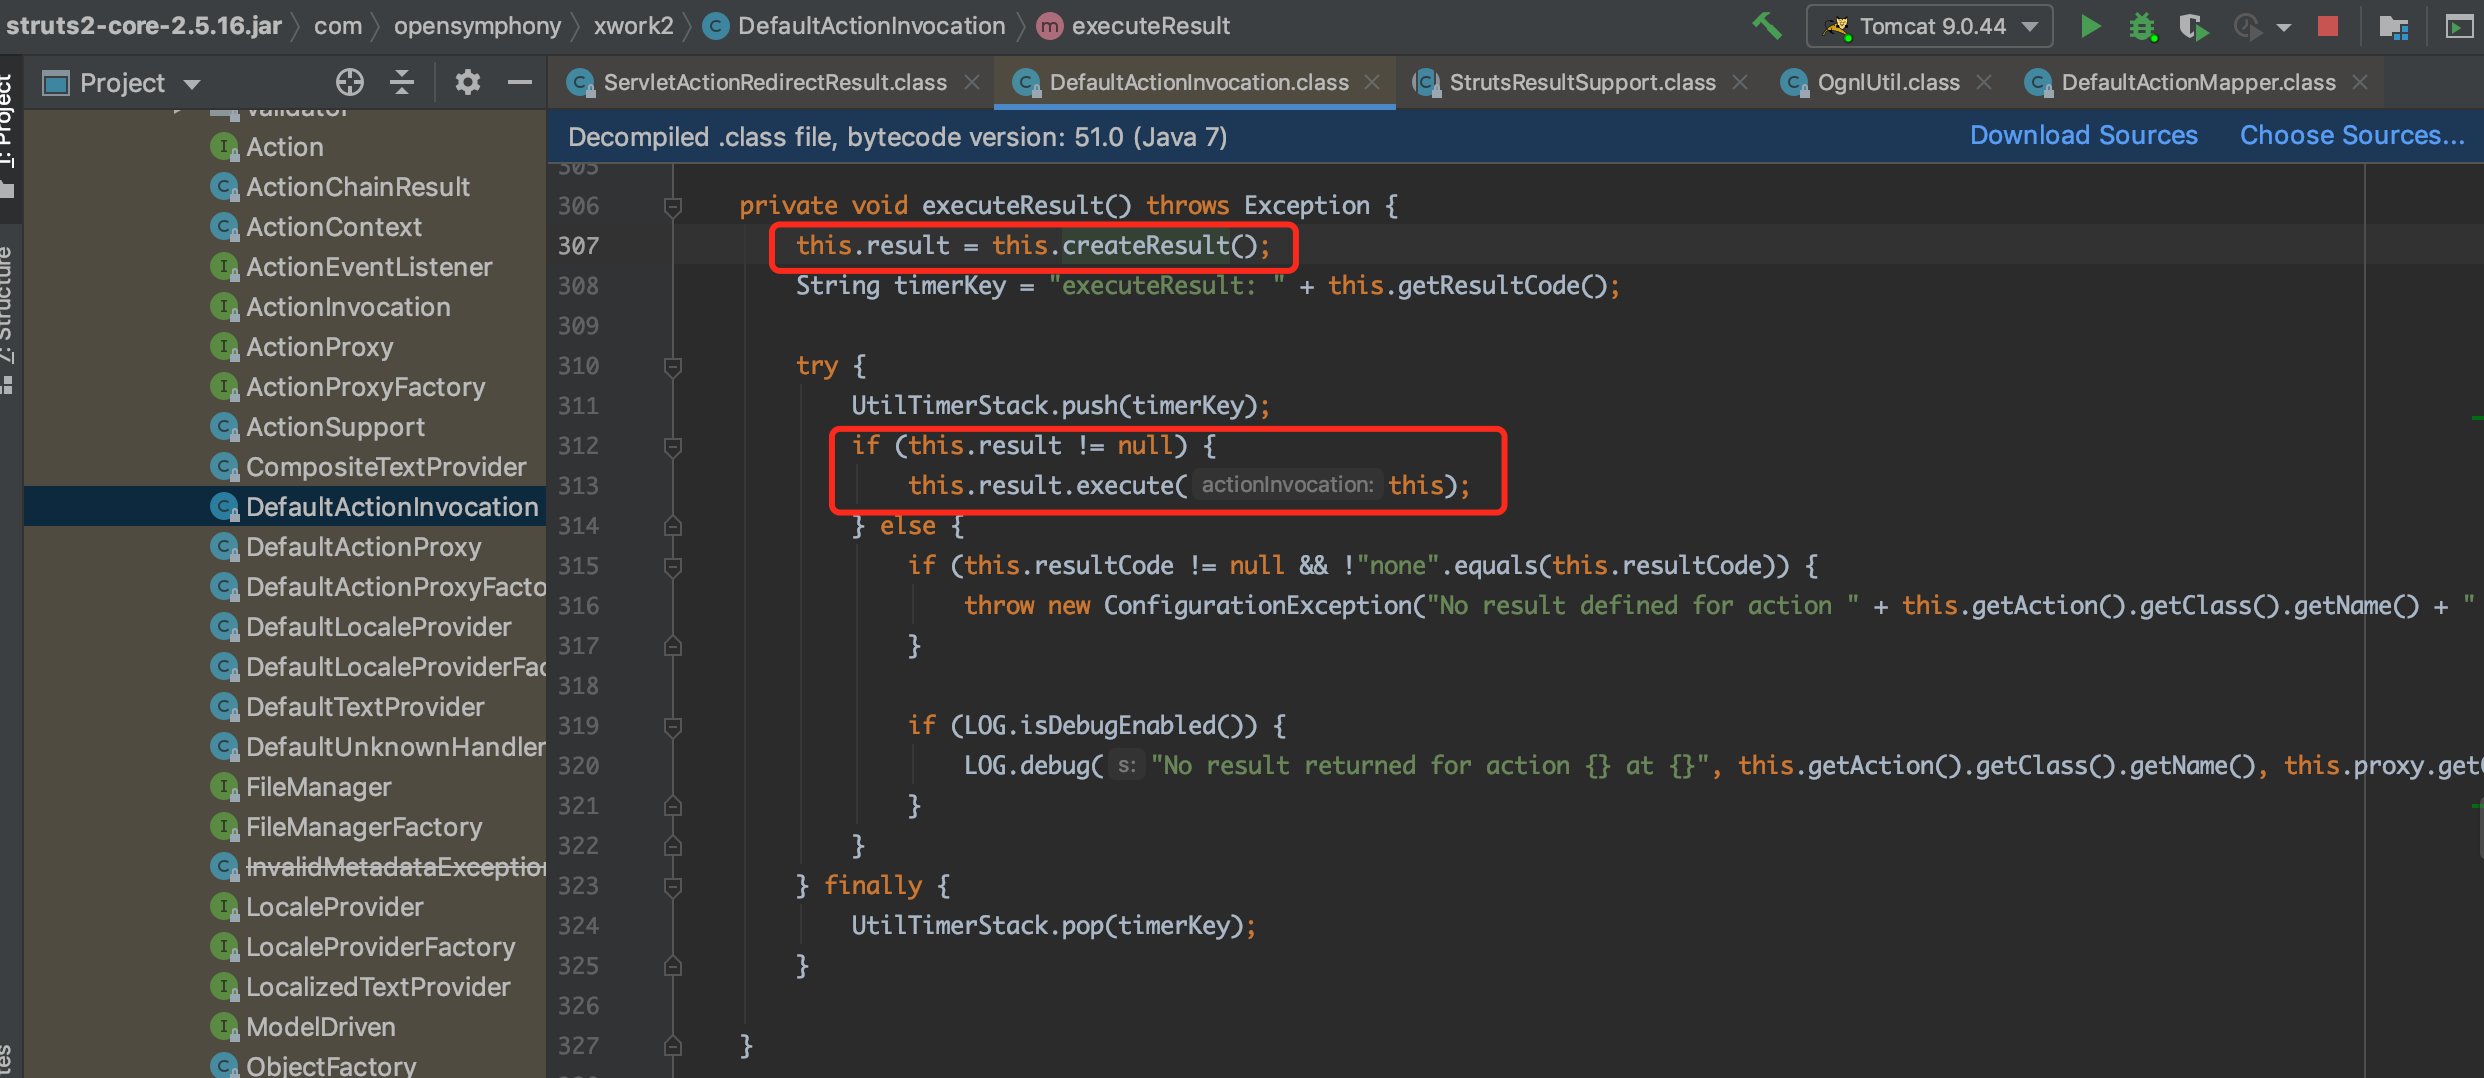 struts2-core-2.5.16.jar com opensymphony xwork2 DefaultActionInvocation executeResult Tomcat 9.0.44
Project
ServletActionRedirectResult.class DefaultActionInvocation.class StrutsResultSupport.class OgnlUtil.class DefaultActionMapper.class
Decompiled .class file, bytecode version: 51.0 (Java 7) Download Sources Choose Sources...
1: Project
7: Structure
validator
Action
ActionChainResult
ActionContext
ActionEventListener
ActionInvocation
ActionProxy
ActionProxyFactory
ActionSupport
CompositeTextProvider
DefaultActionInvocation
DefaultActionProxy
DefaultActionProxyFacto
DefaultLocaleProvider
DefaultLocaleProviderFac
DefaultTextProvider
DefaultUnknownHandler
FileManager
FileManagerFactory
InvalidMetadataException
LocaleProvider
LocaleProviderFactory
LocalizedTextProvider
ModelDriven
ObjectFactory
305
306 private void executeResult() throws Exception {
307 this.result = this.createResult();
308 String timerKey = "executeResult: " + this.getResultCode();
309
310 try {
311 UtilTimerStack.push(timerKey);
312 if (this.result != null) {
313 this.result.execute( actionInvocation: this);
314 } else {
315 if (this.resultCode != null && !"none".equals(this.resultCode)) {
316 throw new ConfigurationException("No result defined for action " + this.getAction().getClass().getName() + "
317 }
318
319 if (LOG.isDebugEnabled()) {
320 LOG.debug( s: "No result returned for action {} at {}", this.getAction().getClass().getName(), this.proxy.get
321 }
322 }
323 } finally {
324 UtilTimerStack.pop(timerKey);
325 }
326
327 }